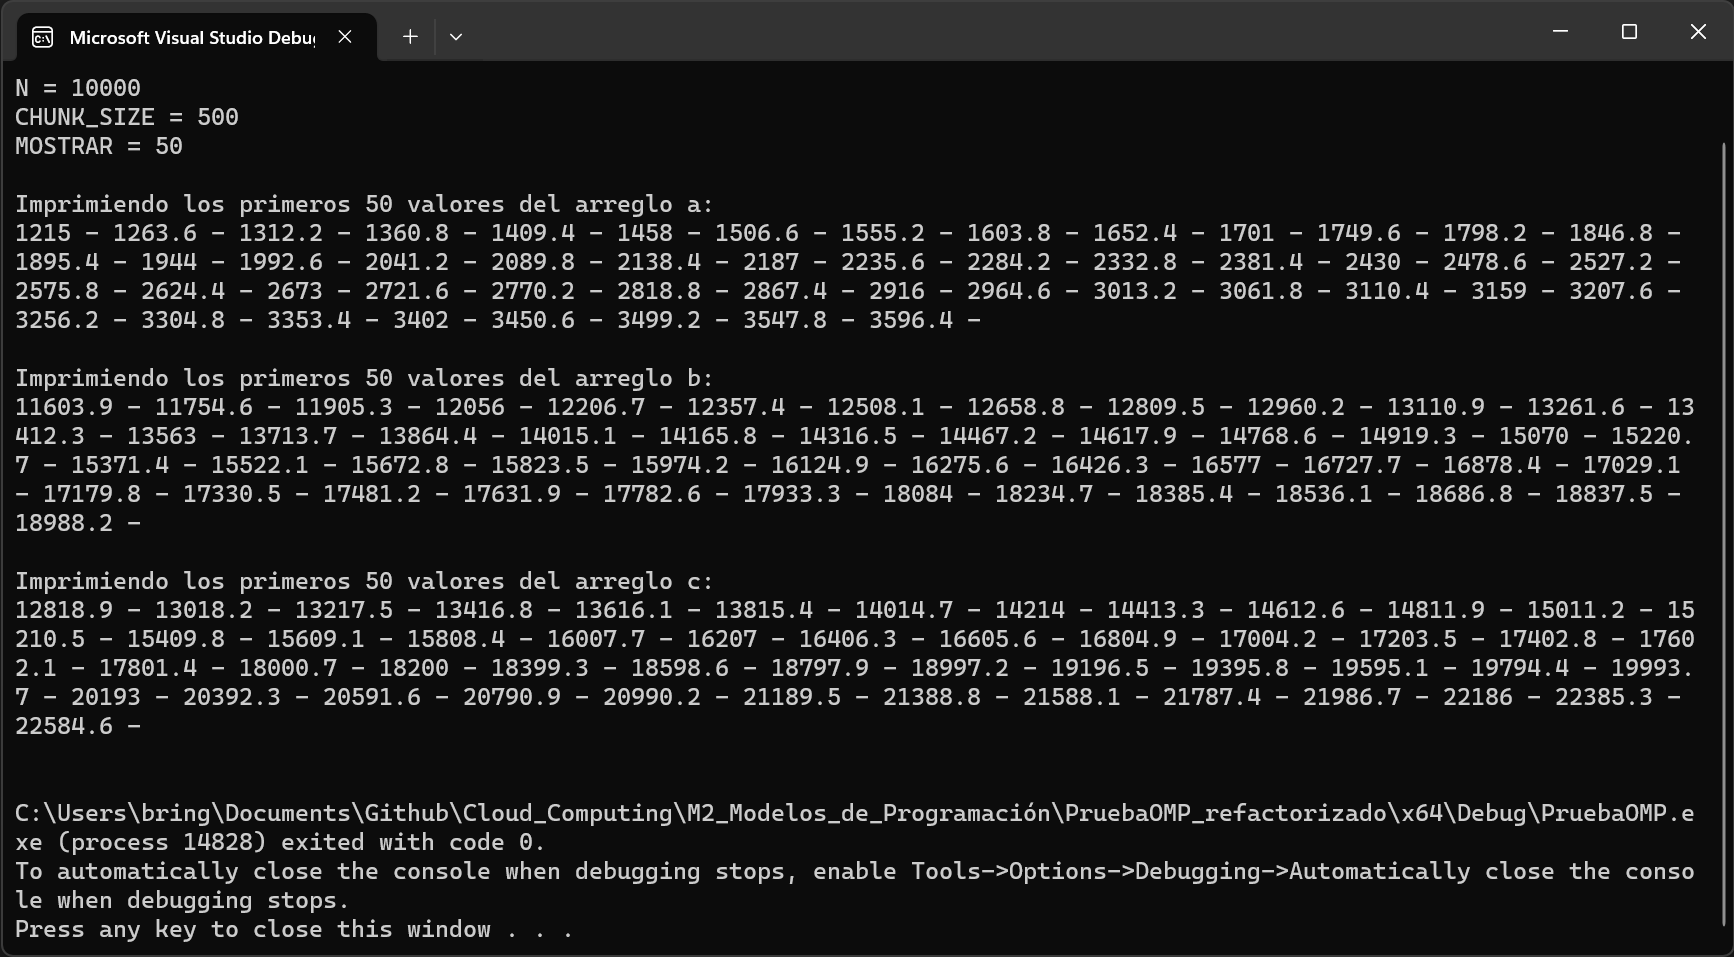 Microsoft Visual Studio Debug
N = 10000
CHUNK_SIZE = 500
MOSTRAR = 50
Imprimiendo los primeros 50 valores del arreglo a:
1215 - 1263.6 - 1312.2 - 1360.8 - 1409.4 - 1458 - 1506.6 - 1555.2 - 1603.8 - 1652.4 - 1701 - 1749.6 - 1798.2 - 1846.8 -
1895.4 - 1944 - 1992.6 - 2041.2 - 2089.8 - 2138.4 - 2187 - 2235.6 - 2284.2 - 2332.8 - 2381.4 - 2430 - 2478.6 - 2527.2 -
2575.8 - 2624.4 - 2673 - 2721.6 - 2770.2 - 2818.8 - 2867.4 - 2916 - 2964.6 - 3013.2 - 3061.8 - 3110.4 - 3159 - 3207.6 -
3256.2 - 3304.8 - 3353.4 - 3402 - 3450.6 - 3499.2 - 3547.8 - 3596.4 -
Imprimiendo los primeros 50 valores del arreglo b:
11603.9 - 11754.6 - 11905.3 - 12056 - 12206.7 - 12357.4 - 12508.1 - 12658.8 - 12809.5 - 12960.2 - 13110.9 - 13261.6 - 13
412.3 - 13563 - 13713.7 - 13864.4 - 14015.1 - 14165.8 - 14316.5 - 14467.2 - 14617.9 - 14768.6 - 14919.3 - 15070 - 15220.
7 - 15371.4 - 15522.1 - 15672.8 - 15823.5 - 15974.2 - 16124.9 - 16275.6 - 16426.3 - 16577 - 16727.7 - 16878.4 - 17029.1
- 17179.8 - 17330.5 - 17481.2 - 17631.9 - 17782.6 - 17933.3 - 18084 - 18234.7 - 18385.4 - 18536.1 - 18686.8 - 18837.5 -
18988.2 -
Imprimiendo los primeros 50 valores del arreglo c:
12818.9 - 13018.2 - 13217.5 - 13416.8 - 13616.1 - 13815.4 - 14014.7 - 14214 - 14413.3 - 14612.6 - 14811.9 - 15011.2 - 15
210.5 - 15409.8 - 15609.1 - 15808.4 - 16007.7 - 16207 - 16406.3 - 16605.6 - 16804.9 - 17004.2 - 17203.5 - 17402.8 - 1760
2.1 - 17801.4 - 18000.7 - 18200 - 18399.3 - 18598.6 - 18797.9 - 18997.2 - 19196.5 - 19395.8 - 19595.1 - 19794.4 - 19993.
7 - 20193 - 20392.3 - 20591.6 - 20790.9 - 20990.2 - 21189.5 - 21388.8 - 21588.1 - 21787.4 - 21986.7 - 22186 - 22385.3 -
22584.6 -
C:\Users\bring\Documents\Github\Cloud_Computing\M2_Modelos_de_Programación\PruebaOMP_refactorizado\x64\Debug\PruebaOMP.e
xe (process 14828) exited with code 0.
To automatically close the console when debugging stops, enable Tools->Options->Debugging->Automatically close the conso
le when debugging stops.
Press any key to close this window . . .